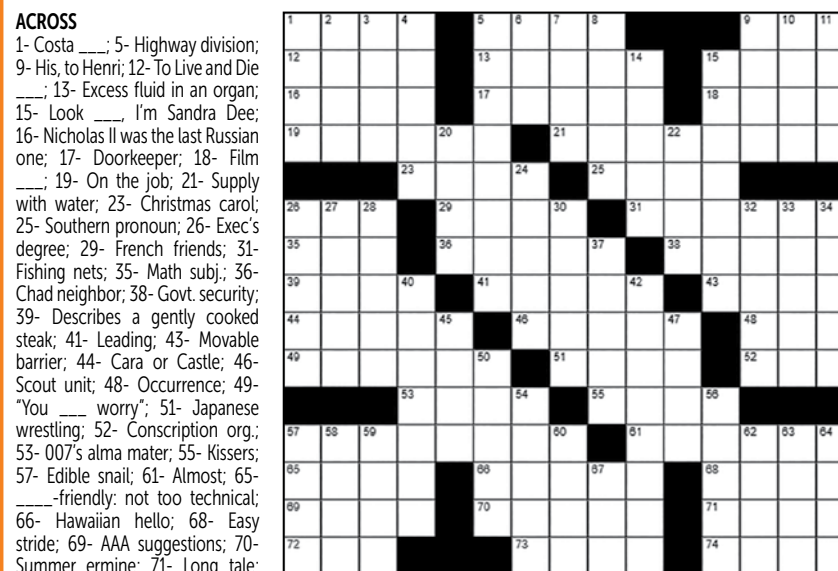 ACROSS
1- Costa ___; 5- Highway division;
9- His, to Henri; 12- To Live and Die
___; 13- Excess fluid in an organ;
15- Look ___, I'm Sandra Dee;
16- Nicholas II was the last Russian
one; 17- Doorkeeper; 18- Film
___; 19- On the job; 21- Supply
with water; 23- Christmas carol;
25- Southern pronoun; 26- Exec's
degree; 29- French friends; 31-
Fishing nets; 35- Math subj.; 36-
Chad neighbor; 38- Govt. security;
39- Describes a gently cooked
steak; 41- Leading; 43- Movable
barrier; 44- Cara or Castle; 46-
Scout unit; 48- Occurrence; 49-
"You ___ worry"; 51- Japanese
wrestling; 52- Conscription org.;
53- 007's alma mater; 55- Kissers;
57- Edible snail; 61- Almost; 65-
____-friendly: not too technical;
66- Hawaiian hello; 68- Easy
stride; 69- AAA suggestions; 70-
Summer ermine; 71- Long tale;
1 2 3 4 5 6 7 8 9 10 11
12 13 14 15
16 17 18
19 20 21 22
23 24 25
26 27 28 29 30 31 32 33 34
35 36 37 38
39 40 41 42 43
44 45 46 47 48
49 50 51 52
53 54 55 56
57 58 59 60 61 62 63 64
65 66 67 68
69 70 71
72 73 74